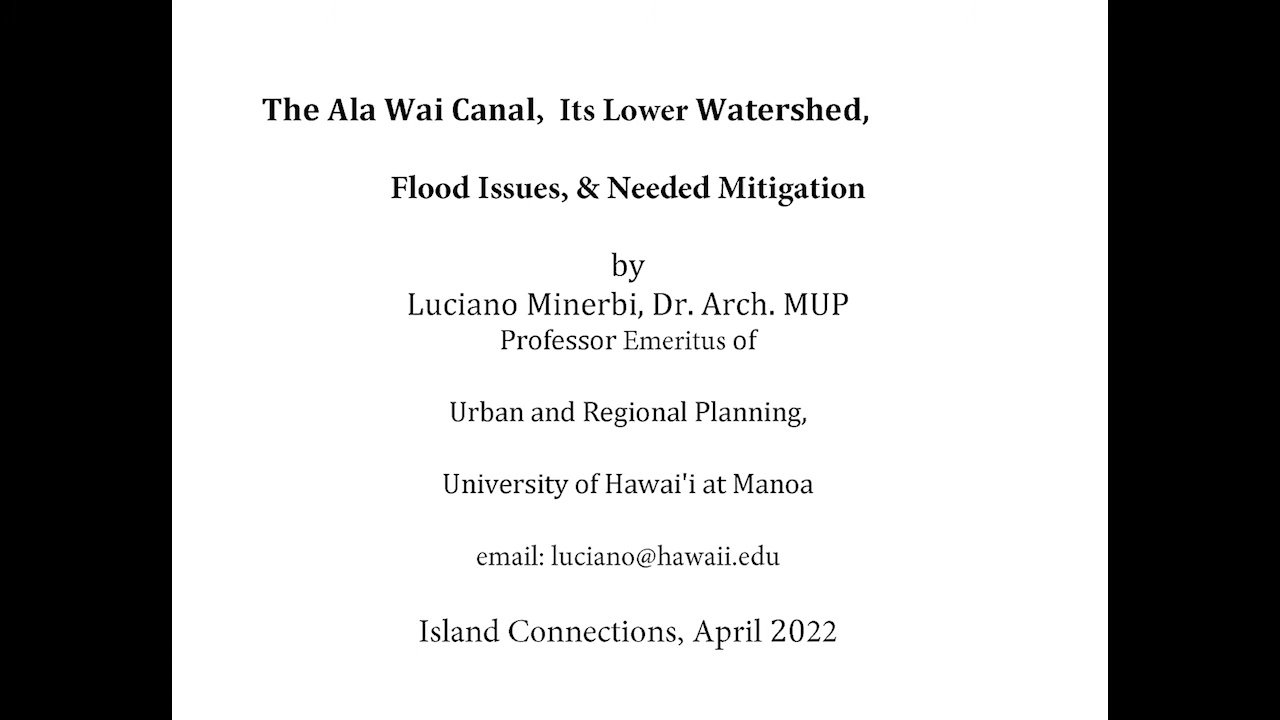 The Ala Wai Canal, Its Lower Watershed,
Flood Issues, & Needed Mitigation
by
Luciano Minerbi, Dr. Arch. MUP
Professor Emeritus of
Urban and Regional Planning,
University of Hawai'i at Manoa
email: luciano@hawaii.edu
Island Connections, April 2022